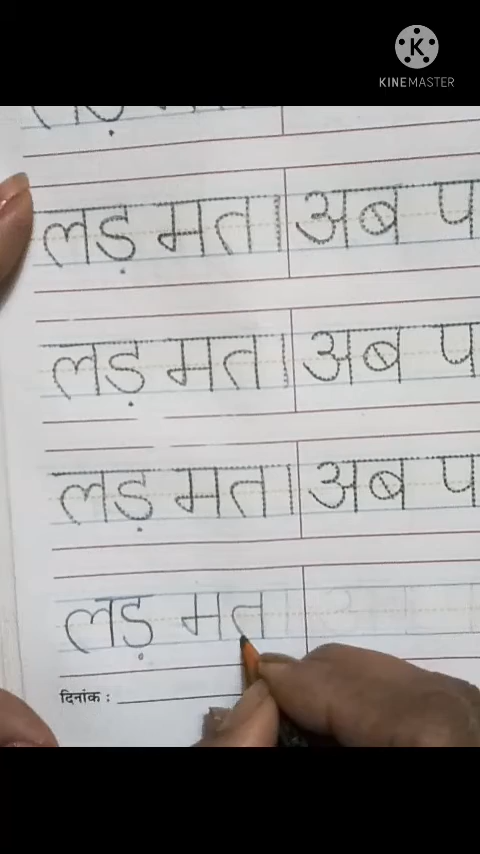 KINEMASTER
लड़ मत। अब प
लड़ मत। अब प
लड़ मत। अब प
लड़ मत।
दिनांक :